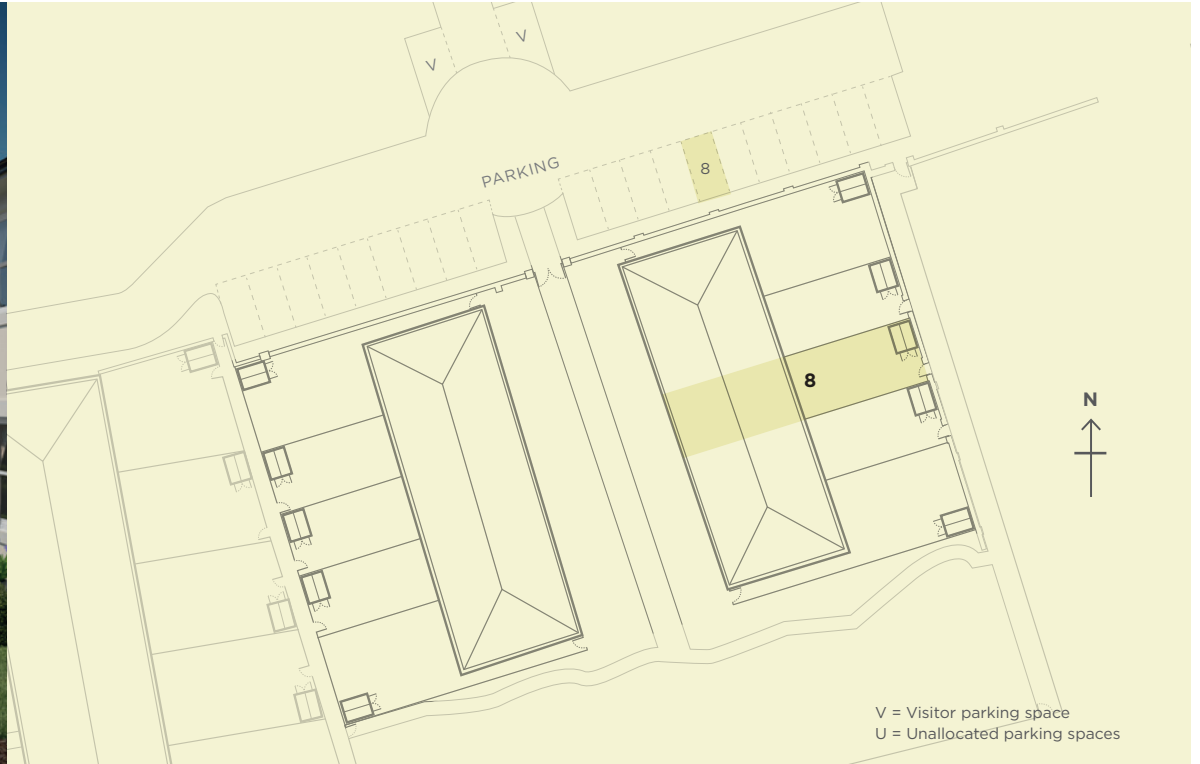 V
V
PARKING
8
8
N
V = Visitor parking space
U = Unallocated parking spaces